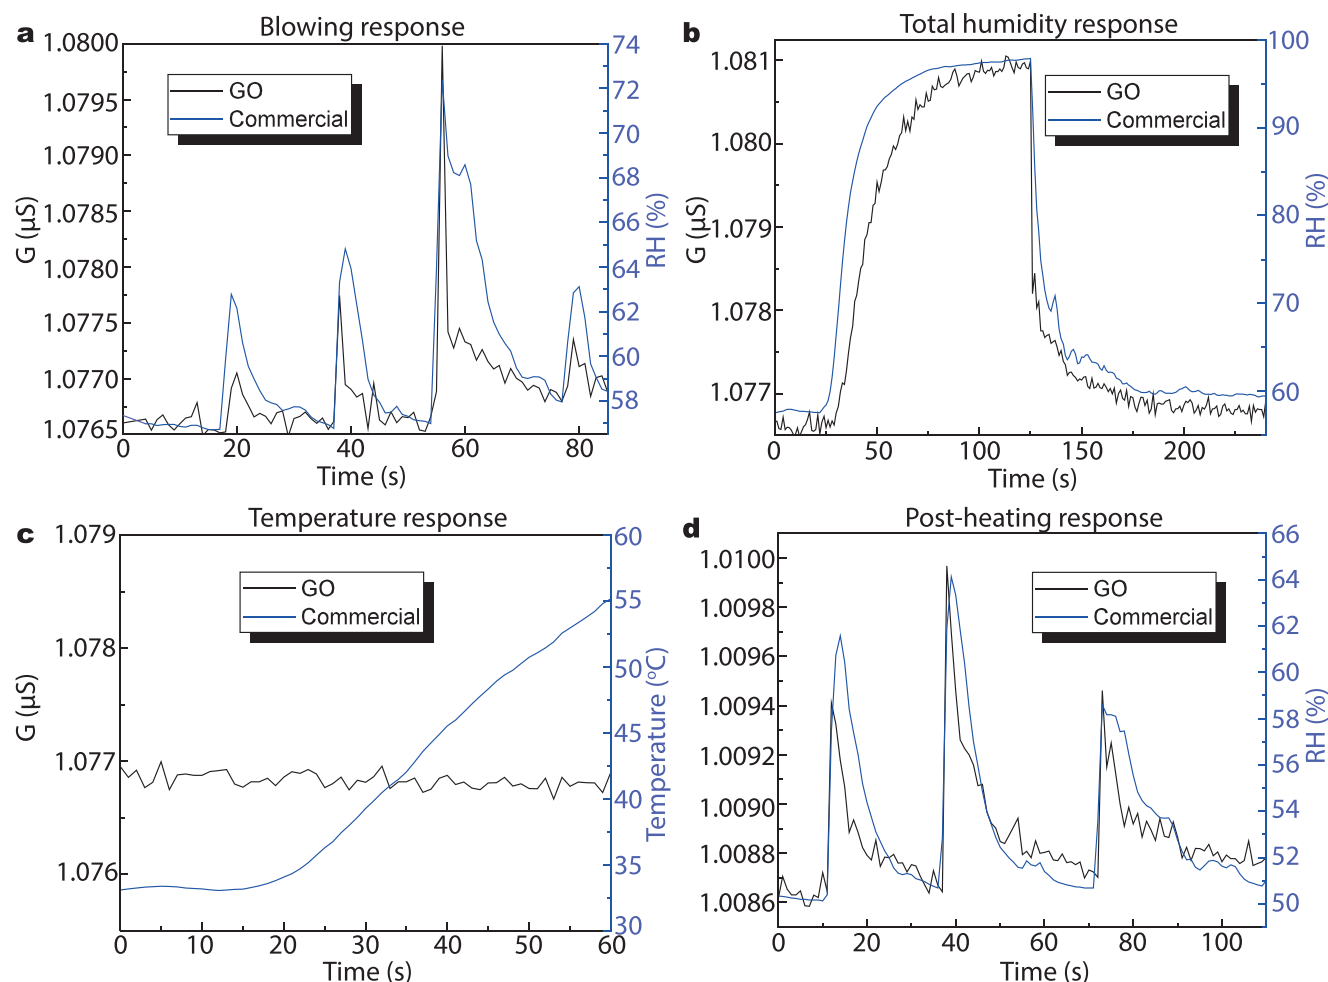 a
Blowing response
1.0800
1.0795
1.0790
1.0785
1.0780
1.0775
1.0770
1.0765
G (µS)
GO
Commercial
74
72
70
68
66
64
62
60
58
RH (%)
0
20
40
60
80
Time (s)
b
Total humidity response
1.081
1.080
1.079
1.078
1.077
G (µS)
GO
Commercial
100
90
80
70
60
RH (%)
0
50
100
150
200
Time (s)
c
Temperature response
1.079
1.078
1.077
1.076
G (µS)
GO
Commercial
60
55
50
45
40
35
30
Temperature (ºC)
0
10
20
30
40
50
60
Time (s)
d
Post-heating response
1.0100
1.0098
1.0096
1.0094
1.0092
1.0090
1.0088
1.0086
GO
Commercial
66
64
62
60
58
56
54
52
50
RH (%)
0
20
40
60
80
100
Time (s)